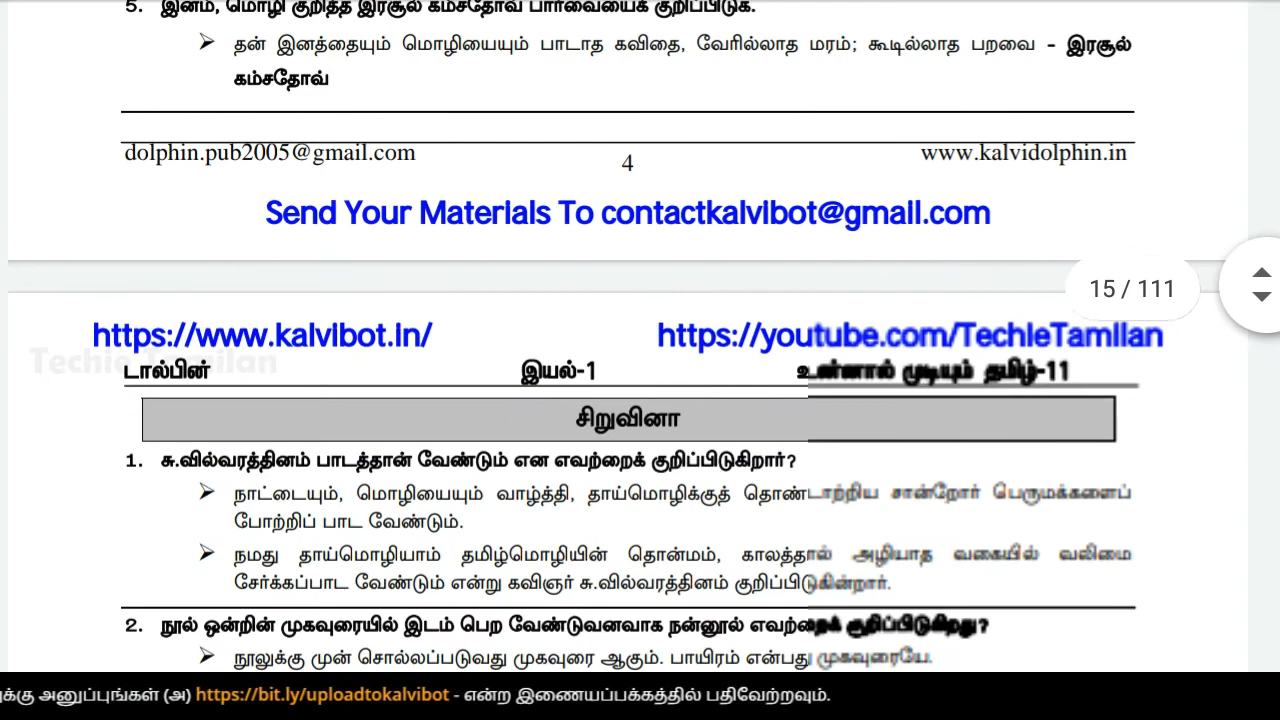 5. இனம், மொழி குறித்த இரசூல் கம்சதோவ் பார்வையைக் குறிப்பிடுக.
➢ தன் இனத்தையும் மொழியையும் பாடாத கவிதை, வேரில்லாத மரம்; கூடில்லாத பறவை - இரசூல்
கம்சதோவ்
dolphin.pub2005@gmail.com 4 www.kalvidolphin.in
Send Your Materials To contactkalvibot@gmail.com
15 / 111
https://www.kalvibot.in/ https://youtube.com/TechieTamilan
Techie Tamilan
டால்பின் இயல்-1 உன்னால் முடியும் தமிழ்-11
சிறுவினா
1. சு.வில்வரத்தினம் பாடத்தான் வேண்டும் என எவற்றைக் குறிப்பிடுகிறார்?
➢ நாட்டையும், மொழியையும் வாழ்த்தி, தாய்மொழிக்குத் தொண்டாற்றிய சான்றோர் பெருமக்களைப்
போற்றிப் பாட வேண்டும்.
➢ நமது தாய்மொழியாம் தமிழ்மொழியின் தொன்மம், காலத்தால் அழியாத வகையில் வலிமை
சேர்க்கப்பாட வேண்டும் என்று கவிஞர் சு.வில்வரத்தினம் குறிப்பிடுகின்றார்.
2. நூல் ஒன்றின் முகவுரையில் இடம் பெற வேண்டுவனவாக நன்னூல் எவற்றைக் குறிப்பிடுகிறது?
➢ நூலுக்கு முன் சொல்லப்படுவது முகவுரை ஆகும். பாயிரம் என்பது முகவுரையே.
க்கு அனுப்புங்கள் (அ) https://bit.ly/uploadtokalvibot - என்ற இணையப்பக்கத்தில் பதிவேற்றவும்.